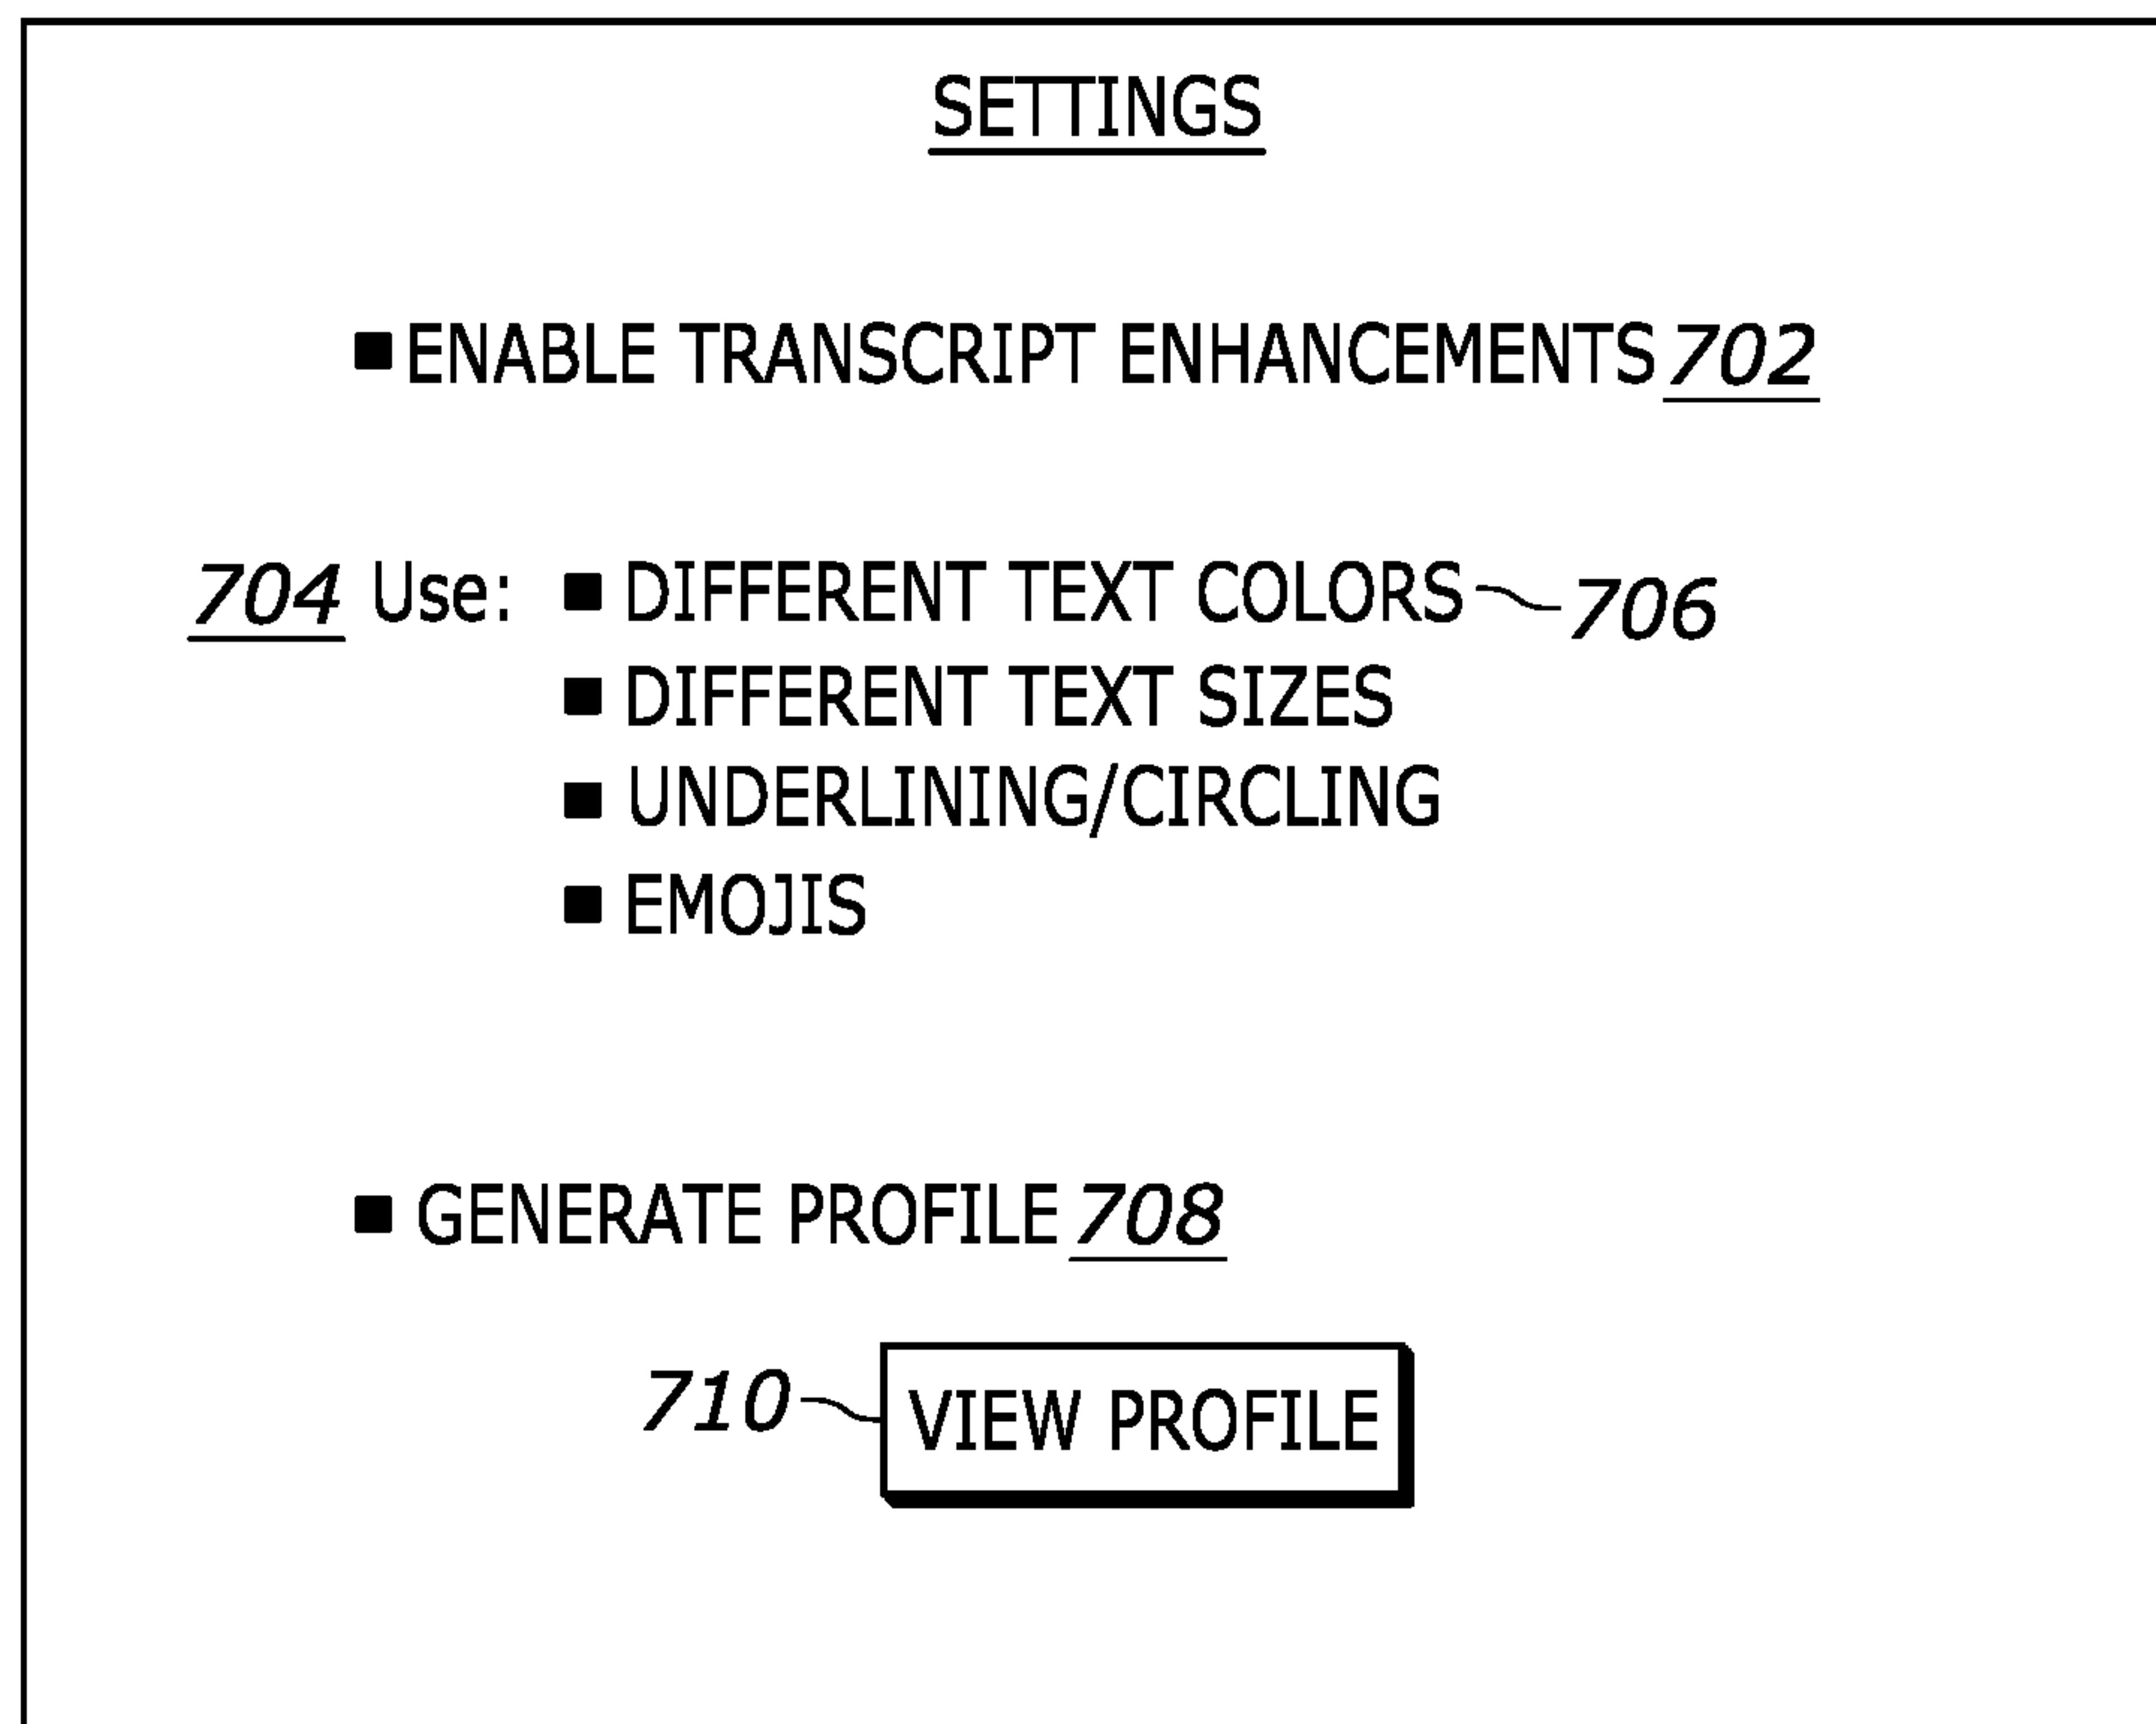 SETTINGS
■ ENABLE TRANSCRIPT ENHANCEMENTS 702
704 Use: ■ DIFFERENT TEXT COLORS 706
■ DIFFERENT TEXT SIZES
■ UNDERLINING/CIRCLING
■ EMOJIS
■ GENERATE PROFILE 708
710 VIEW PROFILE